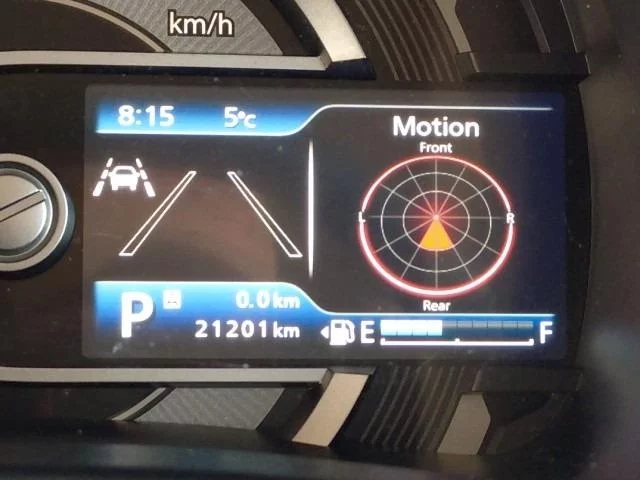 km/h
8:15 5°C
Motion
Front
L R
Rear
P 0.0km
21201km
E F